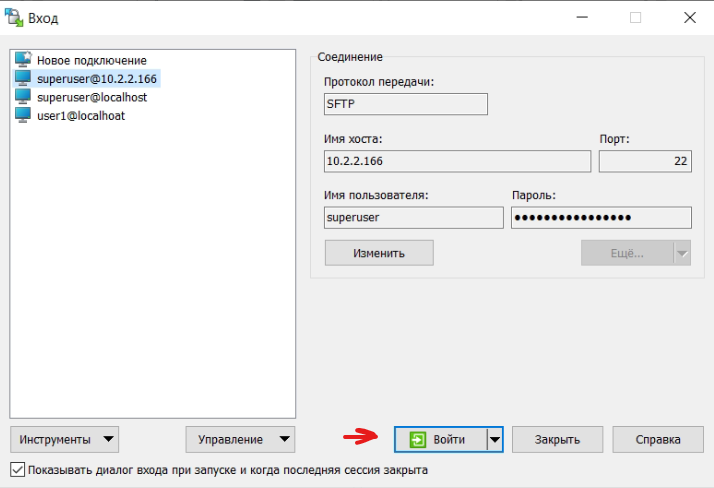 Вход
Новое подключение
superuser@10.2.2.166
superuser@localhost
user1@localhoat
Соединение
Протокол передачи:
SFTP
Имя хоста:
Порт:
10.2.2.166
22
Имя пользователя:
Пароль:
superuser
••••••••••••••••
Изменить
Ещё...
Инструменты
Управление
Войти
Закрыть
Справка
Показывать диалог входа при запуске и когда последняя сессия закрыта